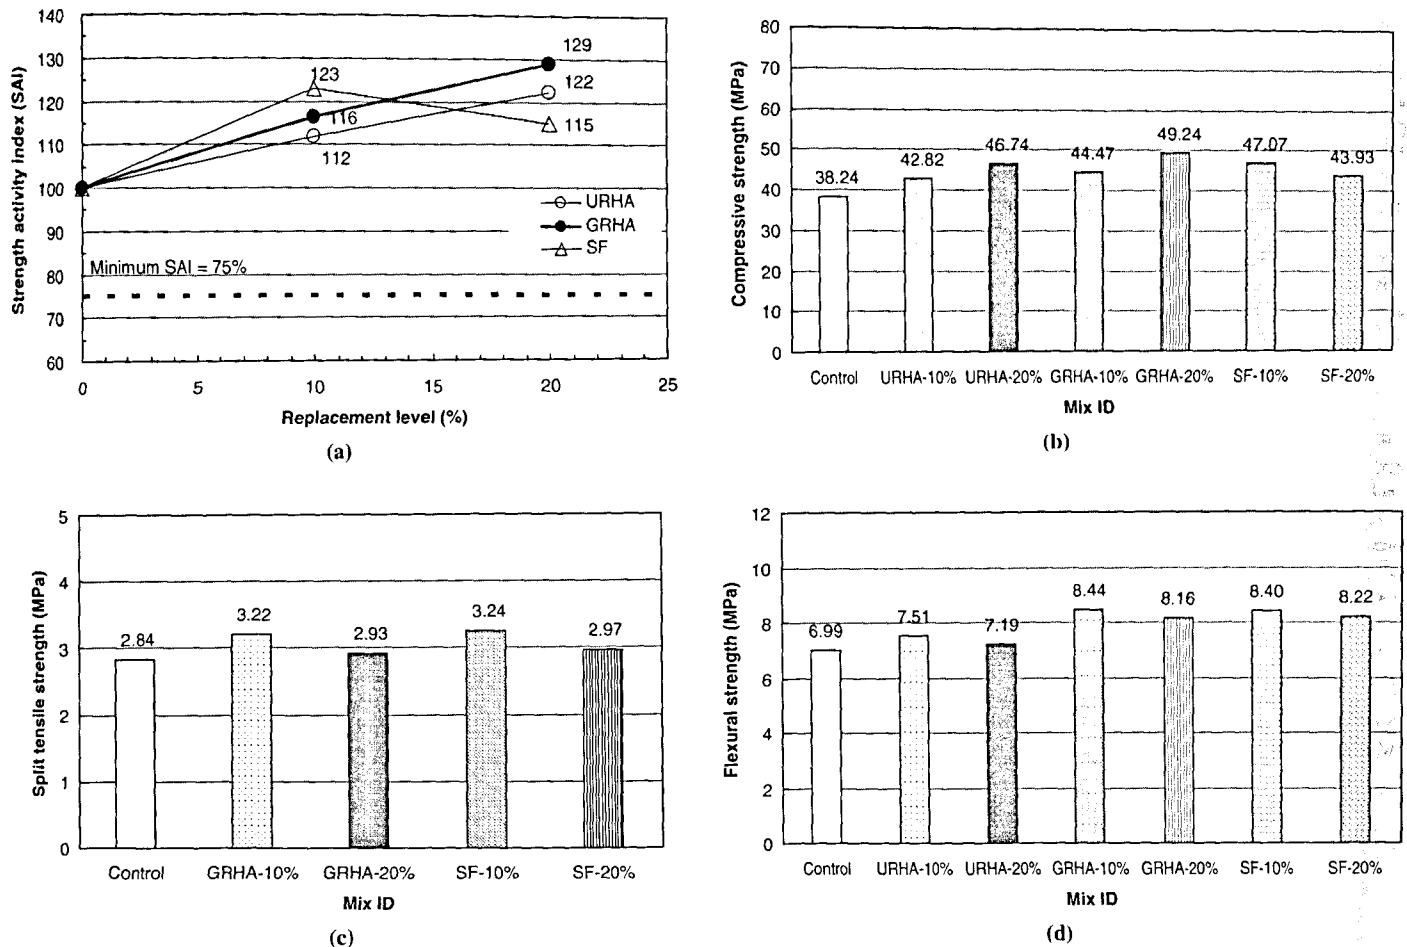 140
130
120
110
100
90
80
70
60
Strength activity index (SAI)
123
129
122
116
115
112
URHA
GRHA
SF
Minimum SAI = 75%
0 5 10 15 20 25
Replacement level (%)
(a)
80
70
60
50
40
30
20
10
0
Compressive strength (MPa)
38.24 42.82 46.74 44.47 49.24 47.07 43.93
Control URHA-10% URHA-20% GRHA-10% GRHA-20% SF-10% SF-20%
Mix ID
(b)
5
4
3
2
1
0
Split tensile strength (MPa)
2.84 3.22 2.93 3.24 2.97
Control GRHA-10% GRHA-20% SF-10% SF-20%
Mix ID
(c)
12
10
8
6
4
2
0
Flexural strength (MPa)
6.99 7.51 7.19 8.44 8.16 8.40 8.22
Control URHA-10% URHA-20% GRHA-10% GRHA-20% SF-10% SF-20%
Mix ID
(d)